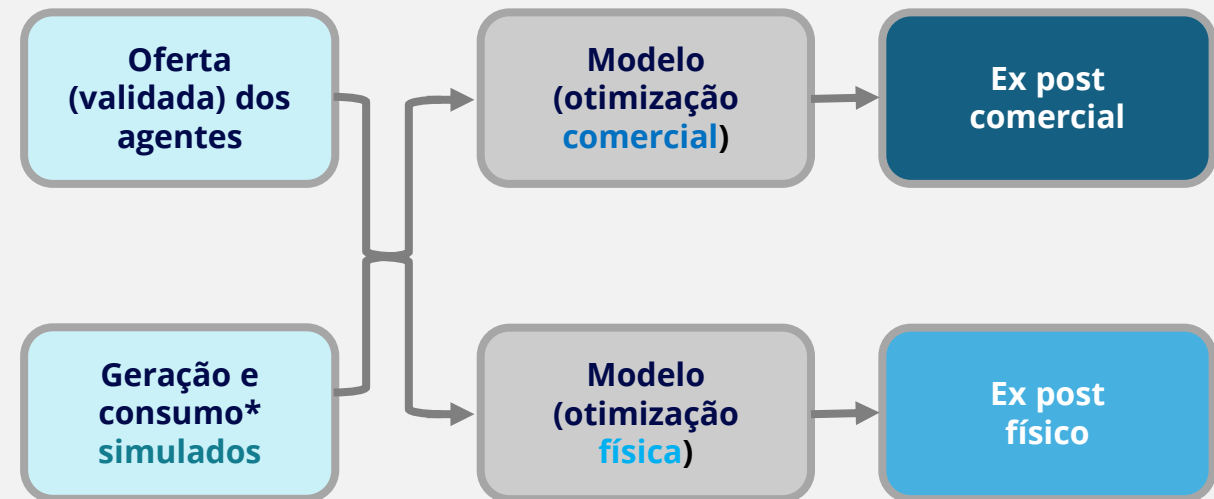 Oferta
(validada) dos
agentes
Modelo
(otimização
comercial)
Ex post
comercial
Geração e
consumo*
simulados
Modelo
(otimização
física)
Ex post
físico